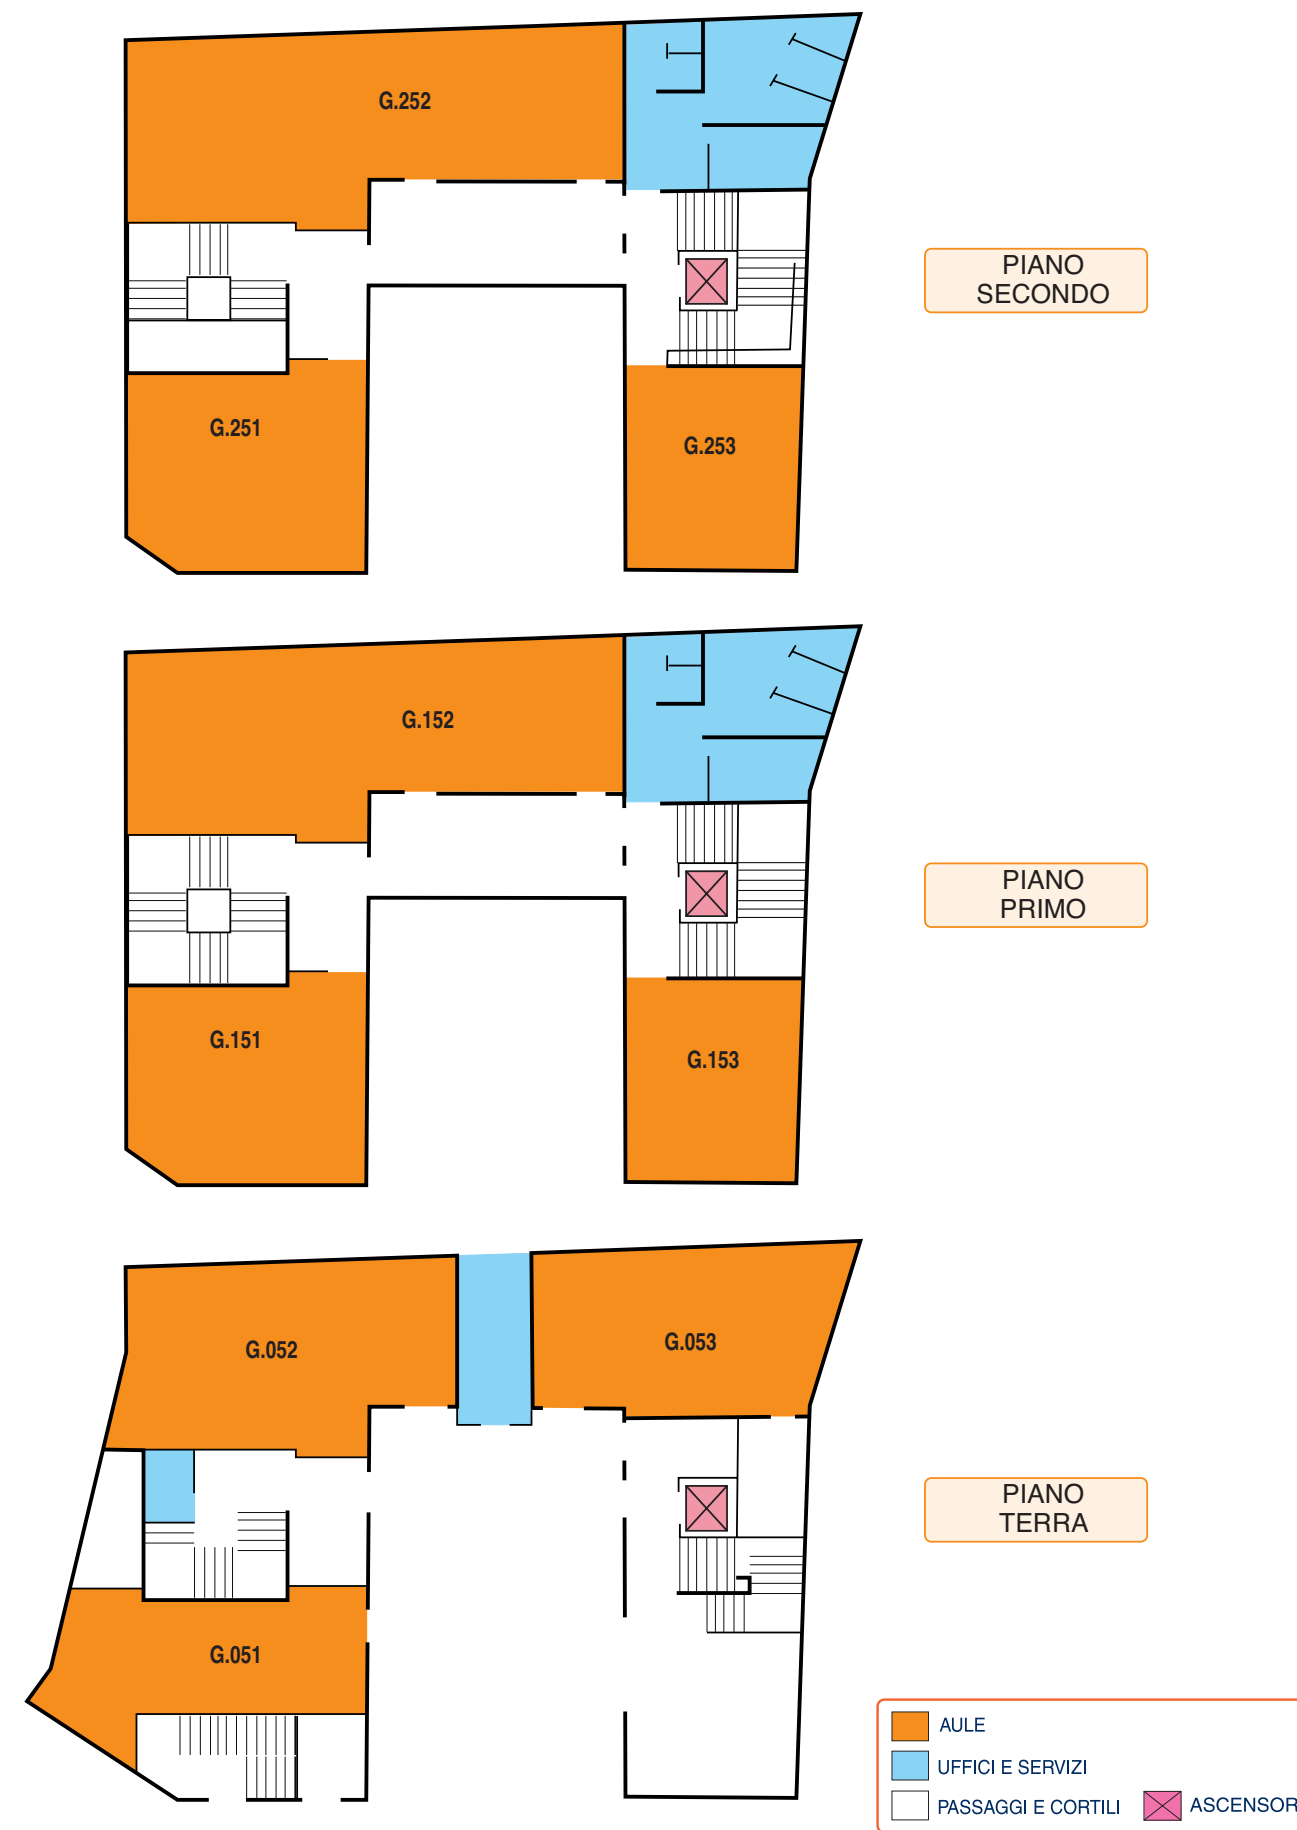 G.252
PIANO
SECONDO
G.251
G.253
G.152
PIANO
PRIMO
G.151
G.153
G.052
G.053
PIANO
TERRA
G.051
AULE
UFFICI E SERVIZI
PASSAGGI E CORTILI
ASCENSOR